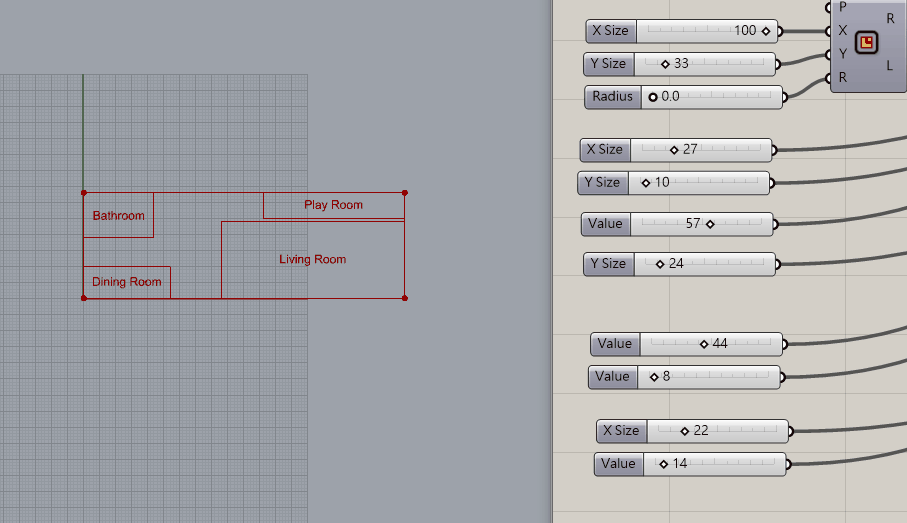 Bathroom
Play Room
Living Room
Dining Room
P
X Size 100
X
R
Y Size 33
Y
L
Radius 0.0
R
X Size 27
Y Size 10
Value 57
Y Size 24
Value 44
Value 8
X Size 22
Value 14